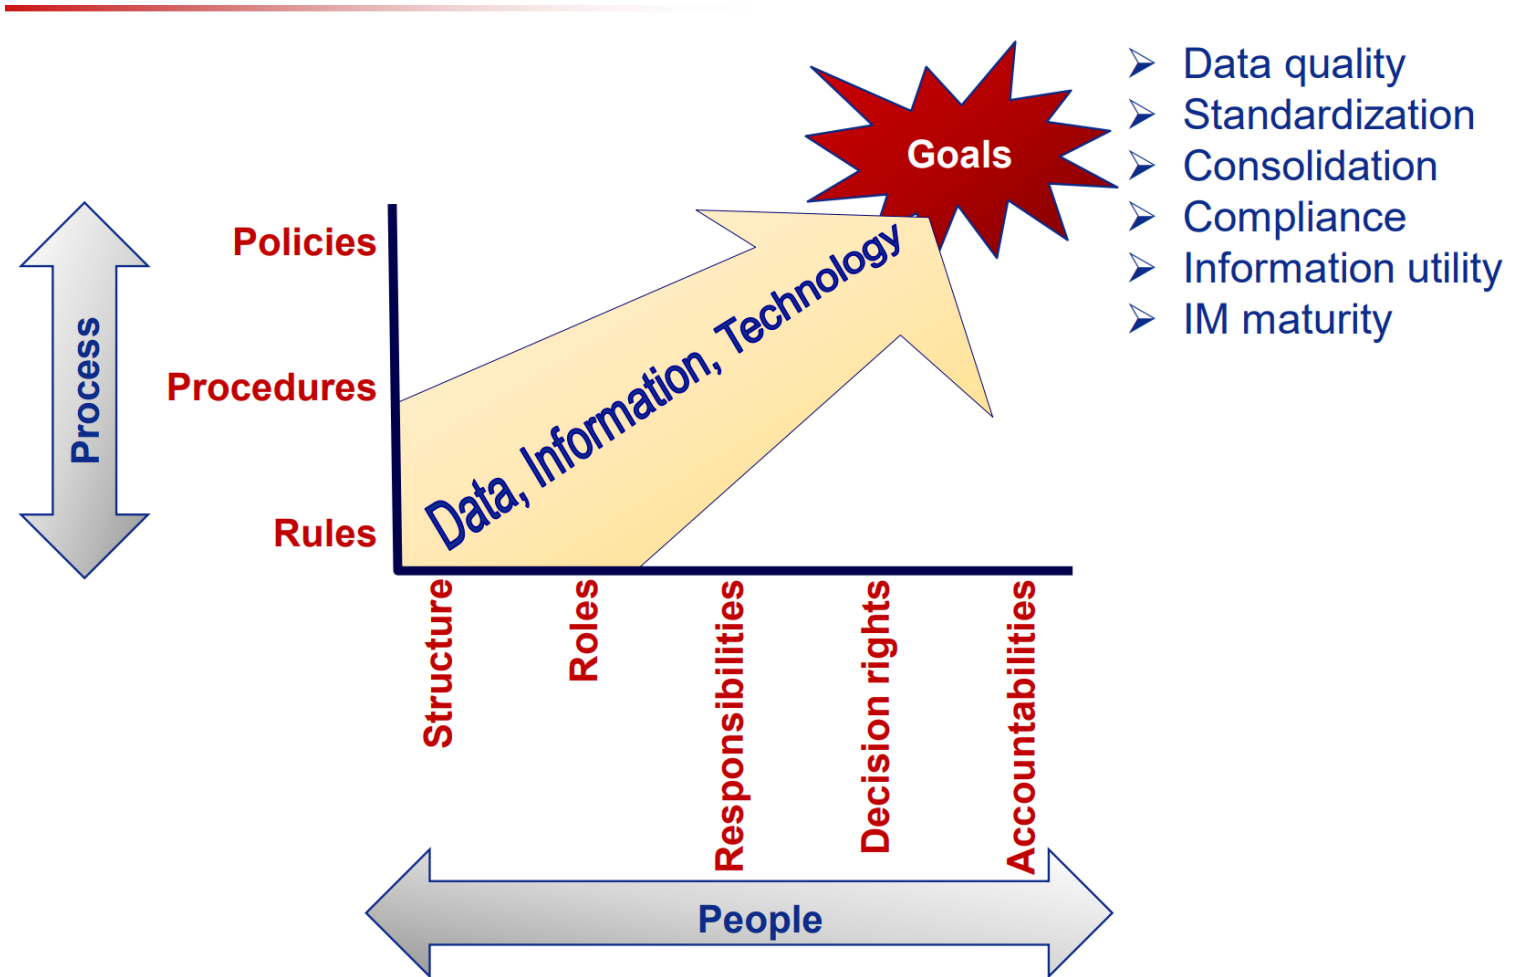 Goals
Data quality
Standardization
Consolidation
Compliance
Information utility
IM maturity
Process
Policies
Procedures
Rules
Data, Information, Technology
Structure
Roles
Responsibilities
Decision rights
Accountabilities
People